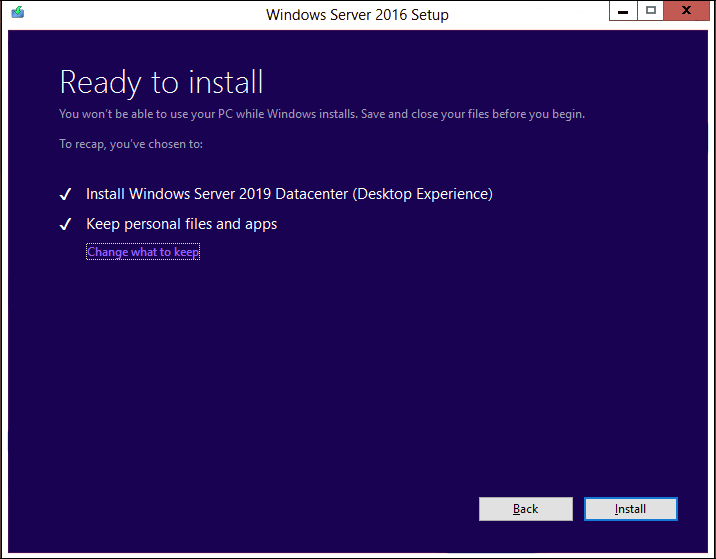 Windows Server 2016 Setup
Ready to install
You won't be able to use your PC while Windows installs. Save and close your files before you begin.
To recap, you've chosen to:
Install Windows Server 2019 Datacenter (Desktop Experience)
Keep personal files and apps
Change what to keep
Back
Install